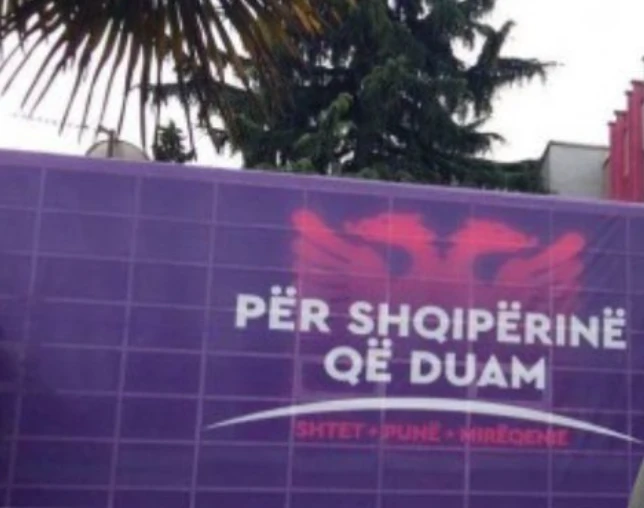 PËR SHQIPËRINË
QË DUAM
SHTET + PUNË + MIRËQENIE